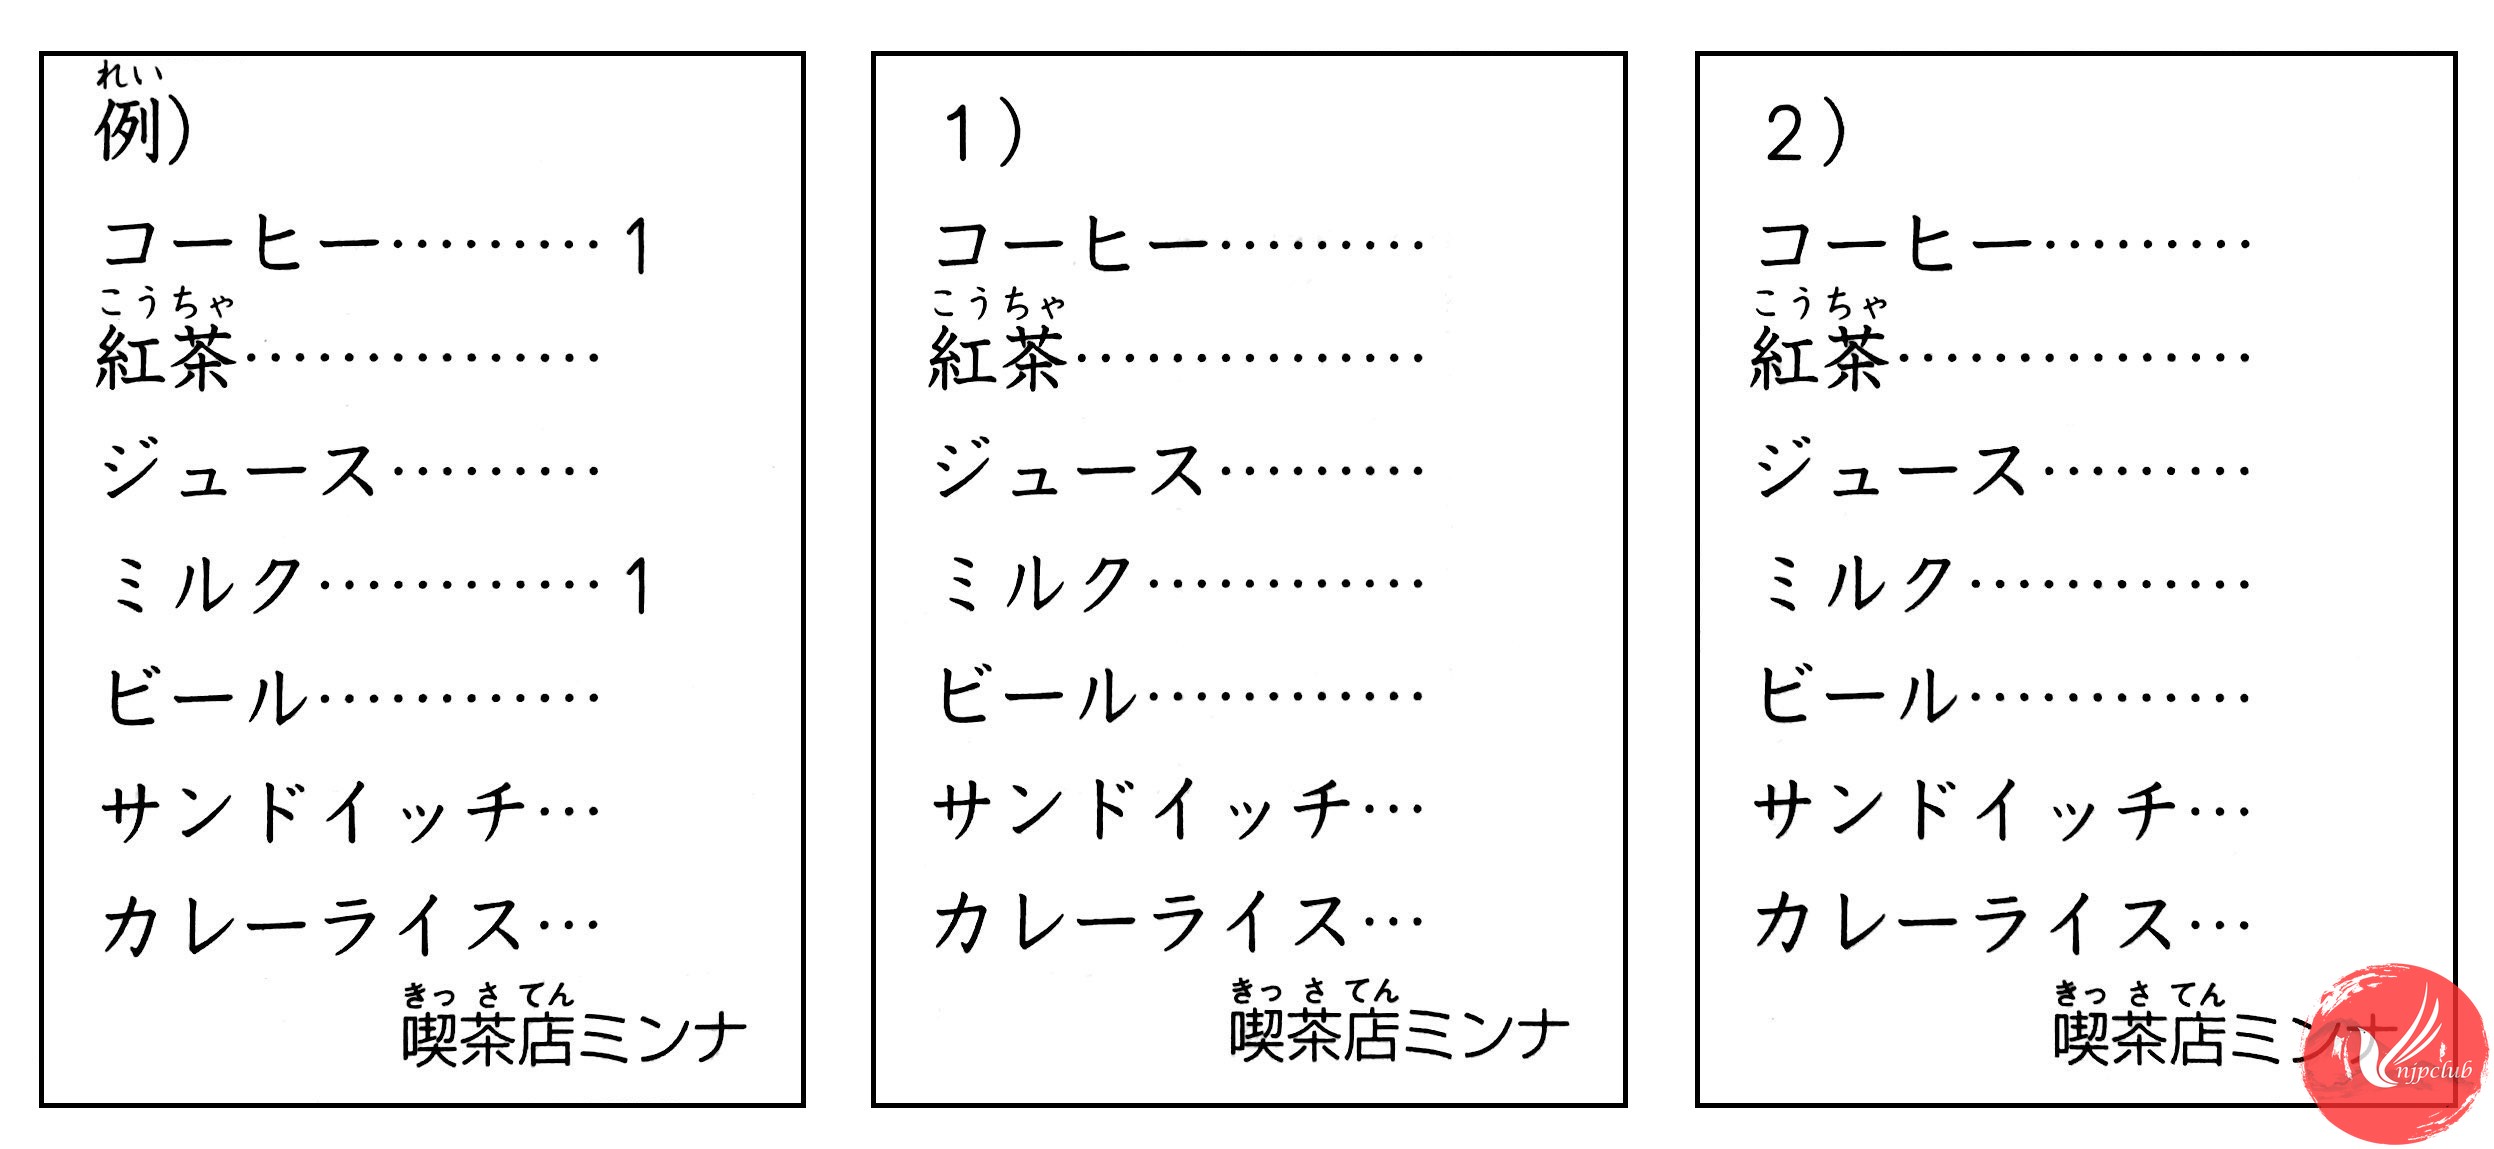 れい
例)
コーヒー………1
こうちゃ
紅茶……………
ジュース………
ミルク…………1
ビール…………
サンドイッチ…
カレーライス…
きっさてん
喫茶店ミンナ
1)
コーヒー………
こうちゃ
紅茶……………
ジュース………
ミルク…………
ビール…………
サンドイッチ…
カレーライス…
きっさてん
喫茶店ミンナ
2)
コーヒー………
こうちゃ
紅茶……………
ジュース………
ミルク…………
ビール…………
サンドイッチ…
カレーライス…
きっさてん
喫茶店ミンナ
njpclub